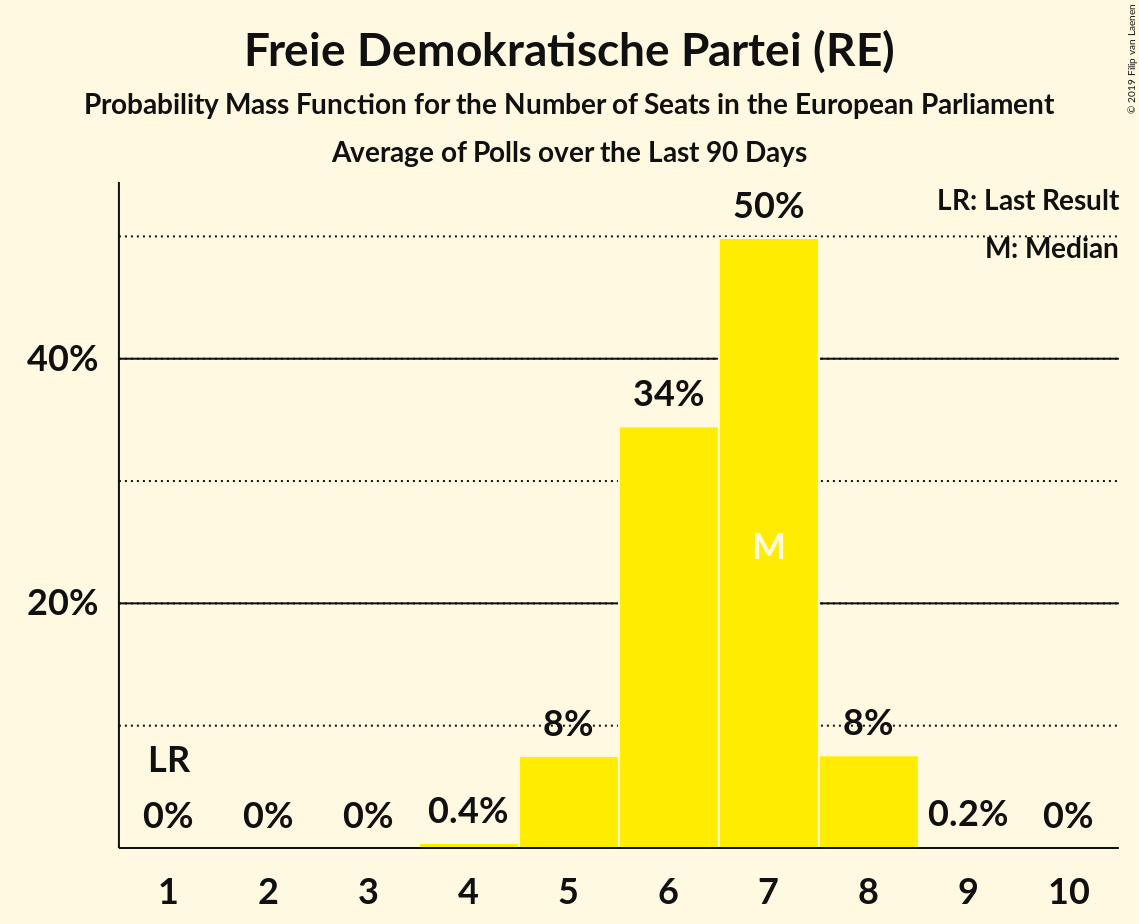 Freie Demokratische Partei (RE)
Probability Mass Function for the Number of Seats in the European Parliament
Average of Polls over the Last 90 Days
© 2019 Filip van Laenen
LR: Last Result
M: Median
50%
40%
34%
M
20%
8%
8%
LR
0%
0%
0%
0.4%
0.2%
0%
1 2 3 4 5 6 7 8 9 10